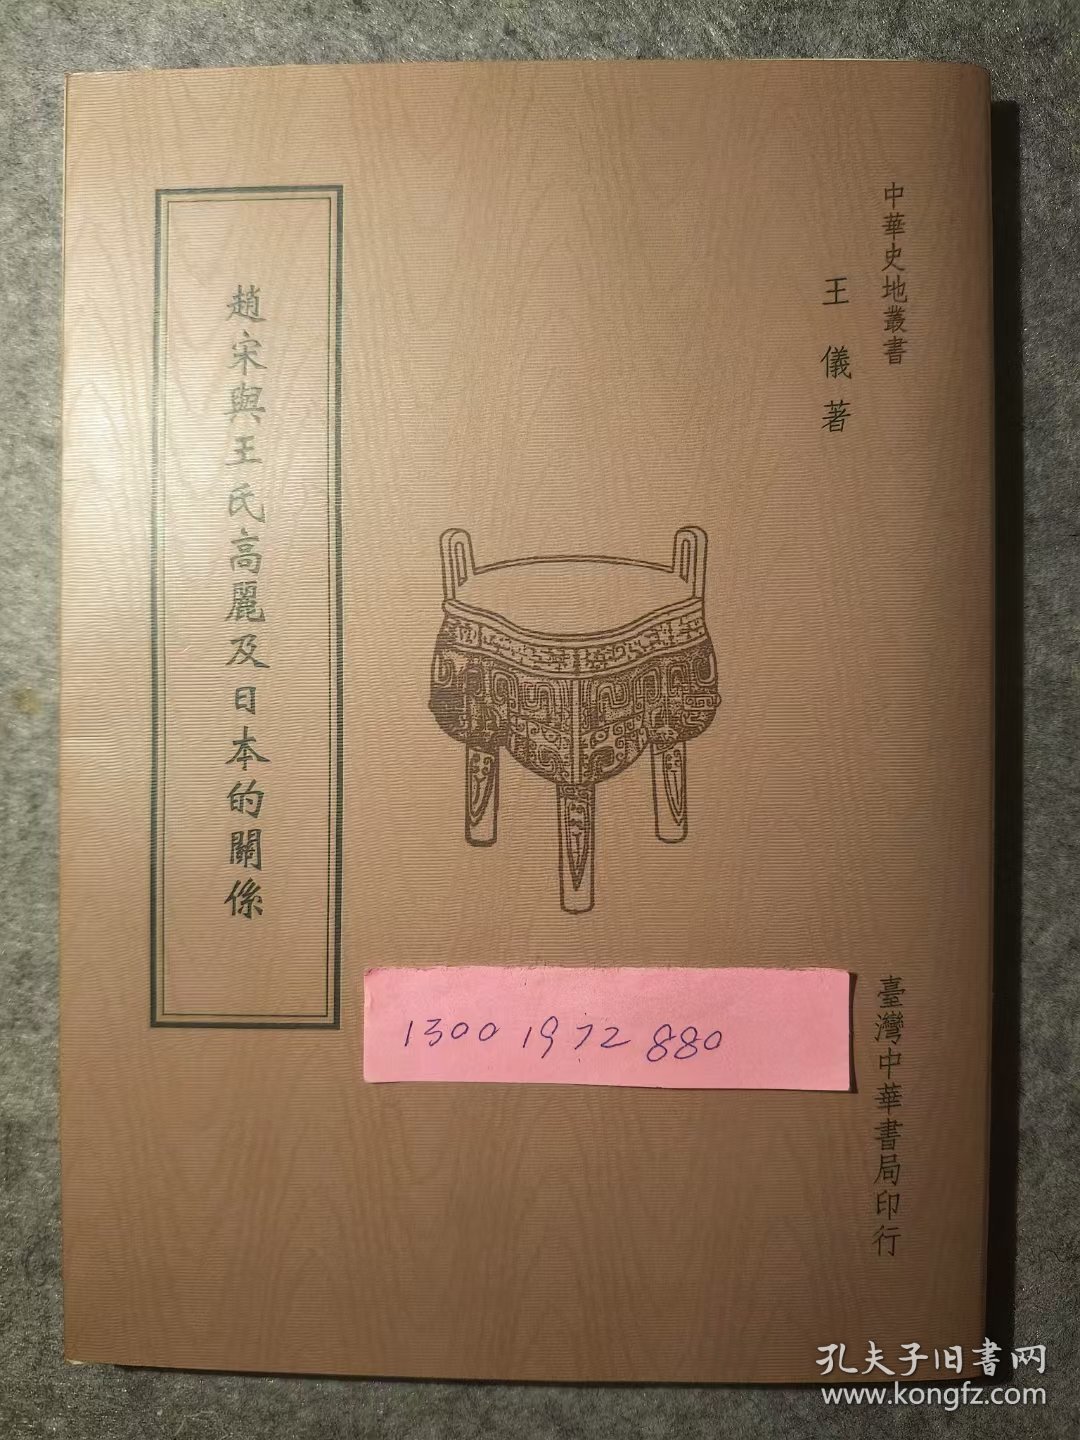 中華史地叢書
王儀著
趙宋與王氏高麗及日本的關係
臺灣中華書局印行
1300 1972 880
孔夫子旧書网
www.kongfz.com